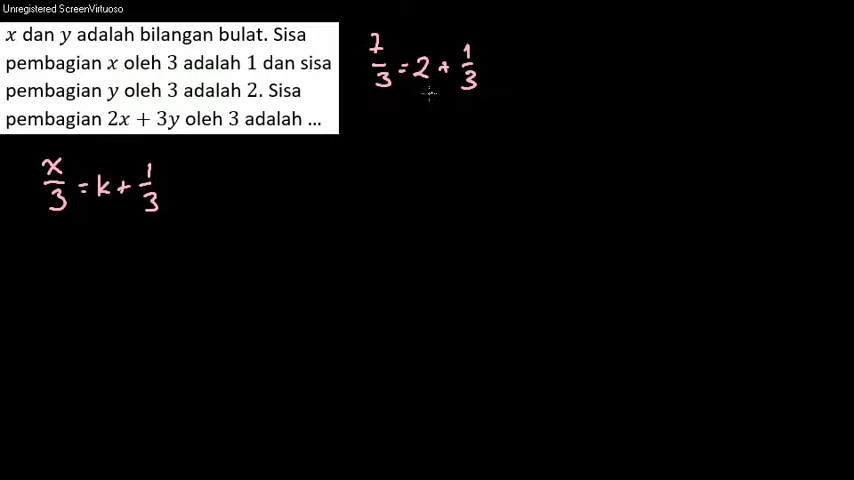 Unregistered ScreenVirtuoso
x dan y adalah bilangan bulat. Sisa
pembagian x oleh 3 adalah 1 dan sisa
pembagian y oleh 3 adalah 2. Sisa
pembagian 2x + 3y oleh 3 adalah ...
7/3 = 2 + 1/3
x/3 = k + 1/3